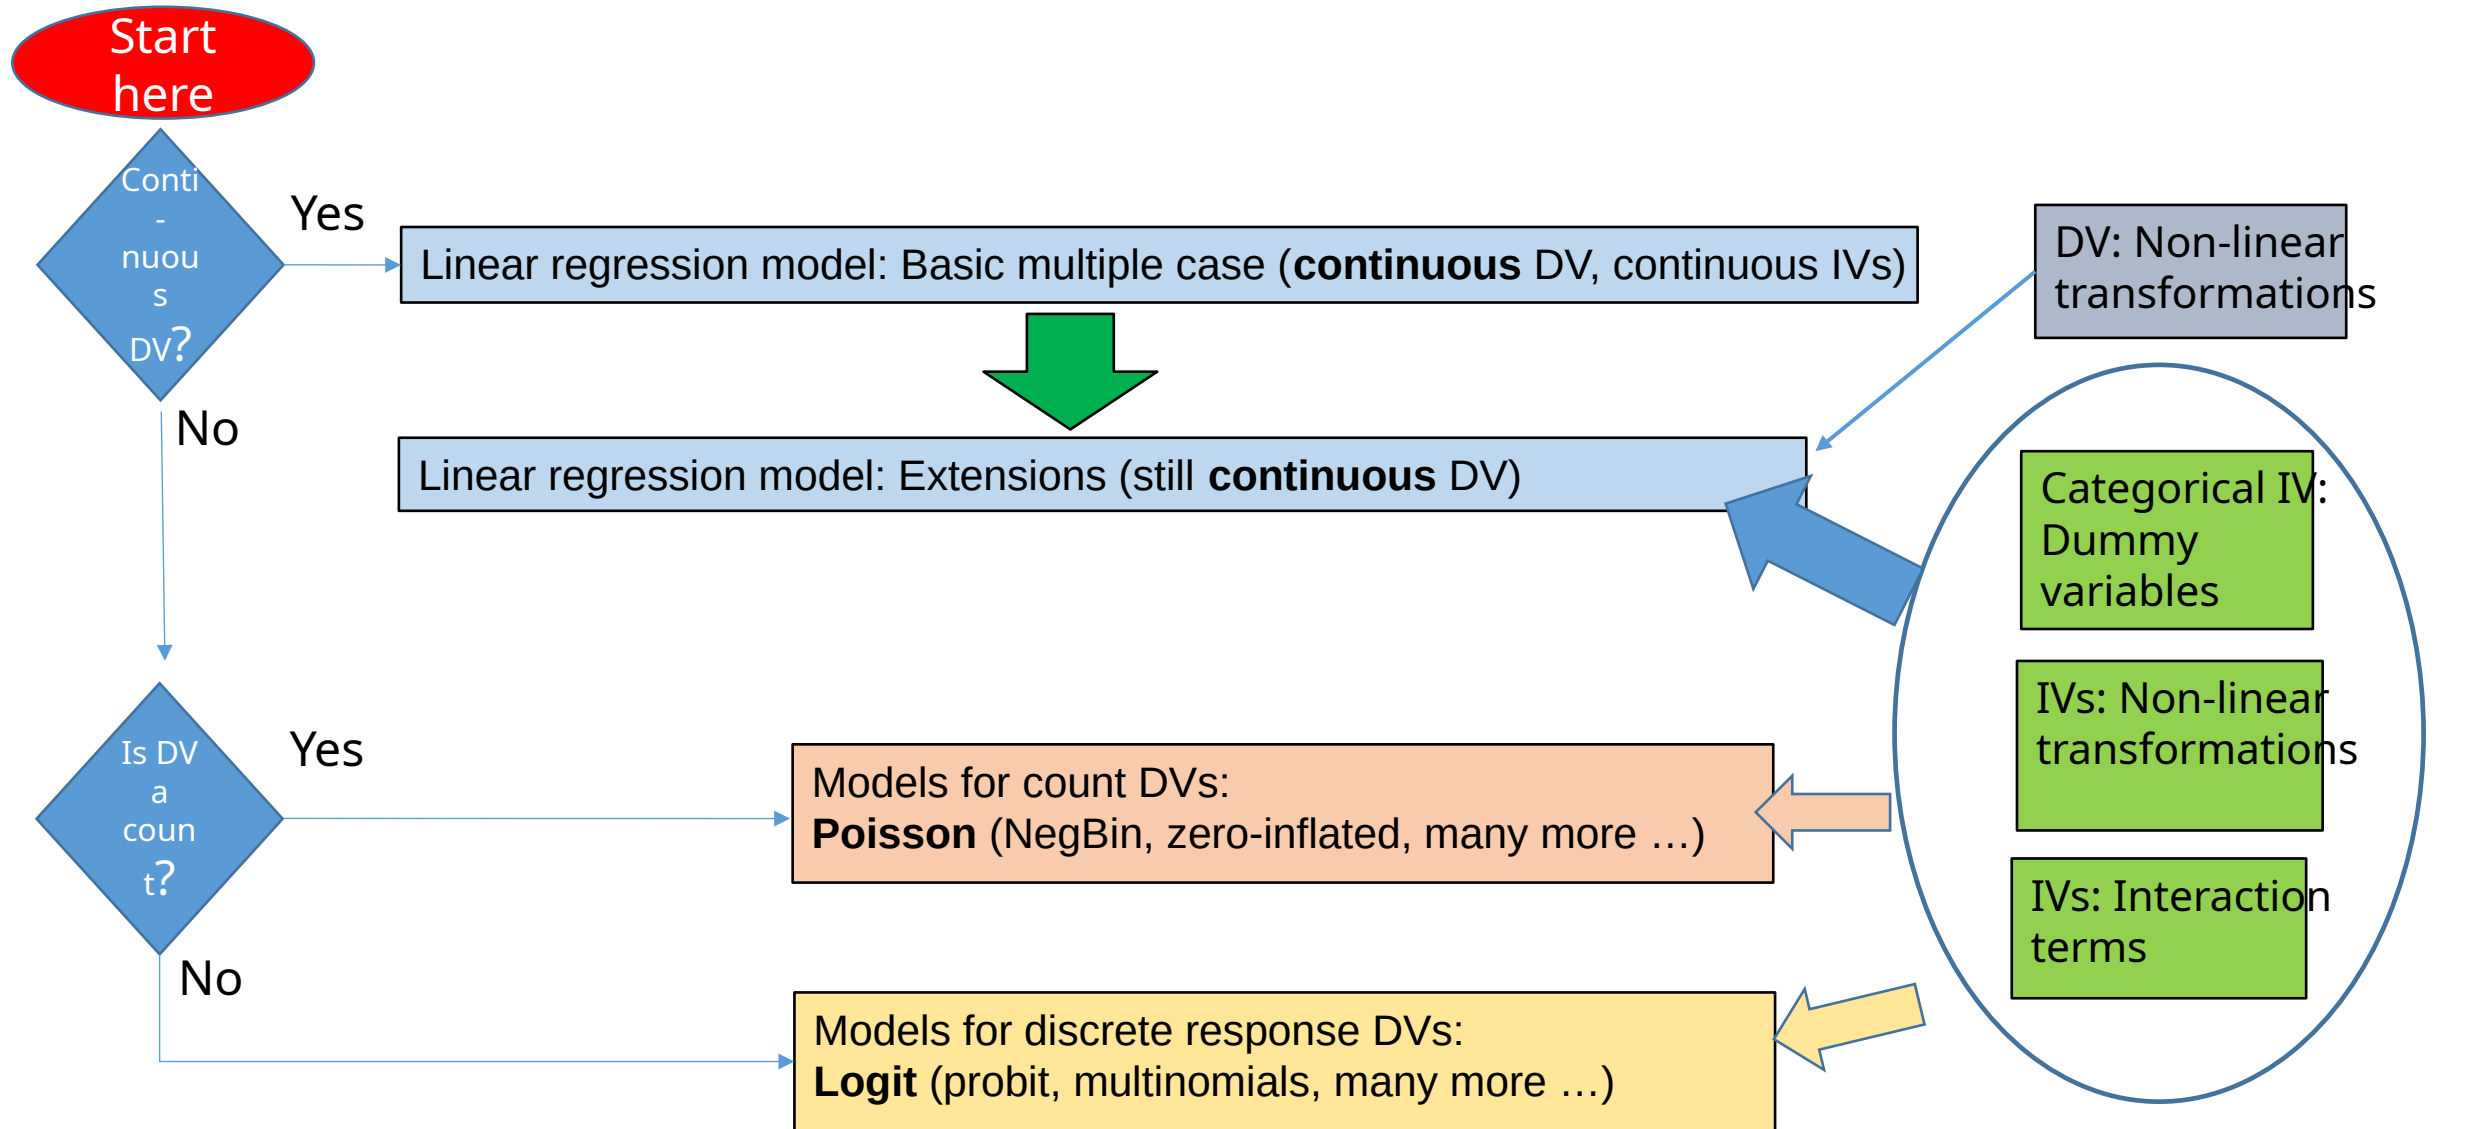 Start
here
Conti
-
nuou
s
DV?
Yes
Linear regression model: Basic multiple case (continuous DV, continuous IVs)
DV: Non-linear
transformations
No
Linear regression model: Extensions (still continuous DV)
Categorical IV:
Dummy
variables
IVs: Non-linear
transformations
Is DV
a
coun
t?
Yes
Models for count DVs:
Poisson (NegBin, zero-inflated, many more …)
IVs: Interaction
terms
No
Models for discrete response DVs:
Logit (probit, multinomials, many more …)